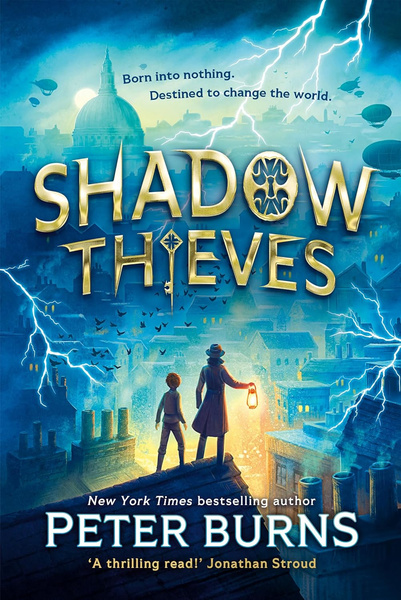 Born into nothing.
Destined to change the world.
SHADOW
THIEVES
New York Times bestselling author
PETER BURNS
‘A thrilling read!’ Jonathan Stroud